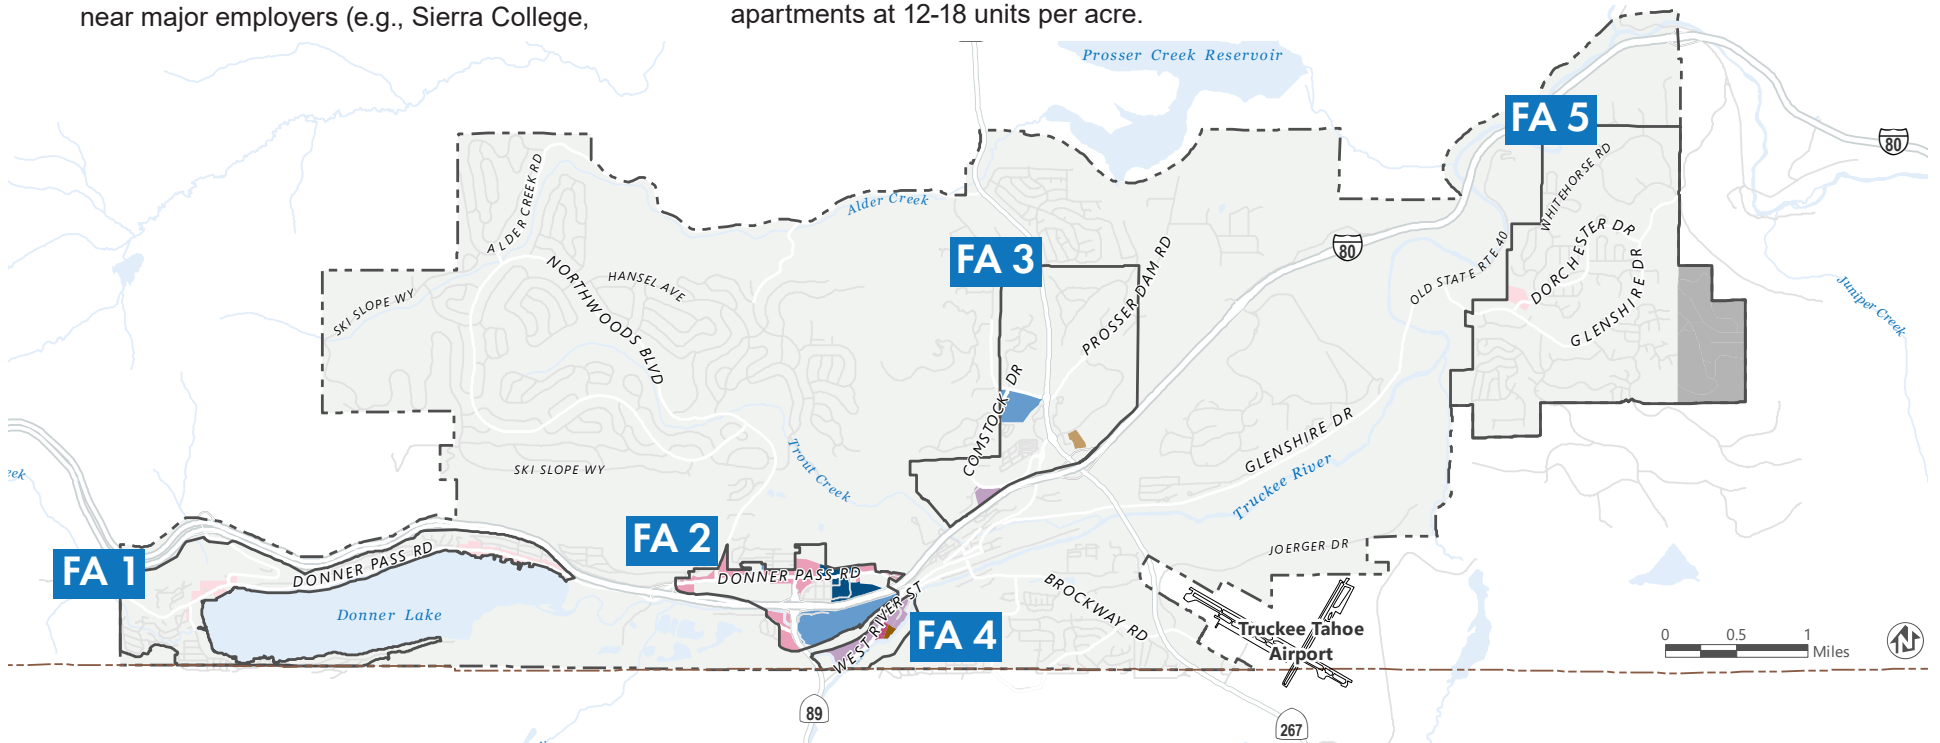 near major employers (e.g., Sierra College,
apartments at 12-18 units per acre.
Prosser Creek Reservoir
FA 5
80
WHITEHORSE RD
ALDER CREEK RD
Alder Creek
DORCHESTER DR
OLD STATE RTE 40
GLENSHIRE DR
FA 3
80
PROSSER DAM RD
NORTHWOODS BLVD
HANSEL AVE
SKI SLOPE WY
Juniper Creek
COMSTOCK DR
GLENSHIRE DR
Truckee River
SKI SLOPE WY
Trout Creek
eek
FA 2
FA 1
DONNER PASS RD
DONNER PASS RD
JOERGER DR
BROCKWAY RD
Donner Lake
WEST RIVER ST
FA 4
Truckee Tahoe
Airport
0 0.5 1
Miles
89
267